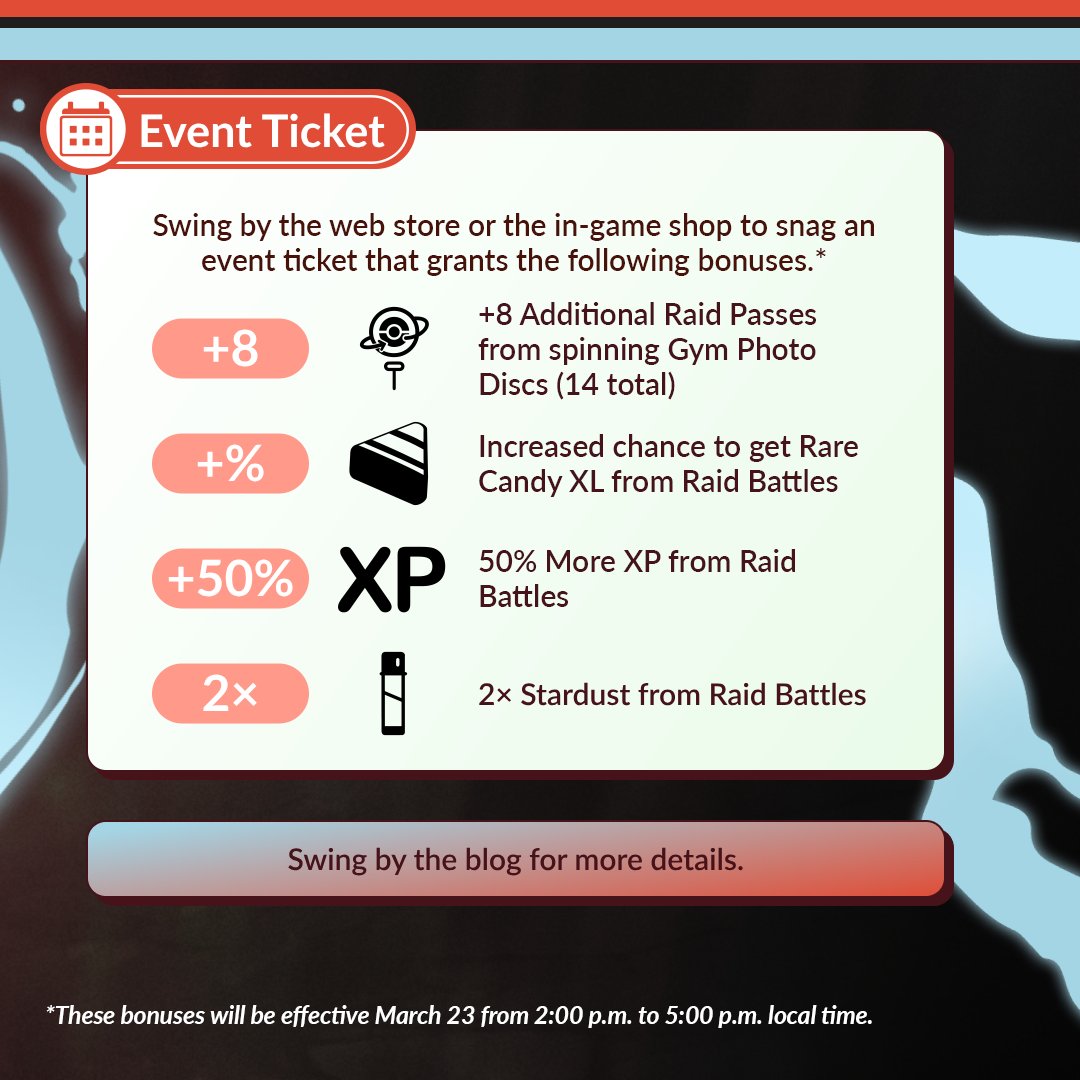 Event Ticket
Swing by the web store or the in-game shop to snag an
event ticket that grants the following bonuses.*
+8
+8 Additional Raid Passes
from spinning Gym Photo
Discs (14 total)
+%
Increased chance to get Rare
Candy XL from Raid Battles
+50%
XP
50% More XP from Raid
Battles
2×
2× Stardust from Raid Battles
Swing by the blog for more details.
*These bonuses will be effective March 23 from 2:00 p.m. to 5:00 p.m. local time.